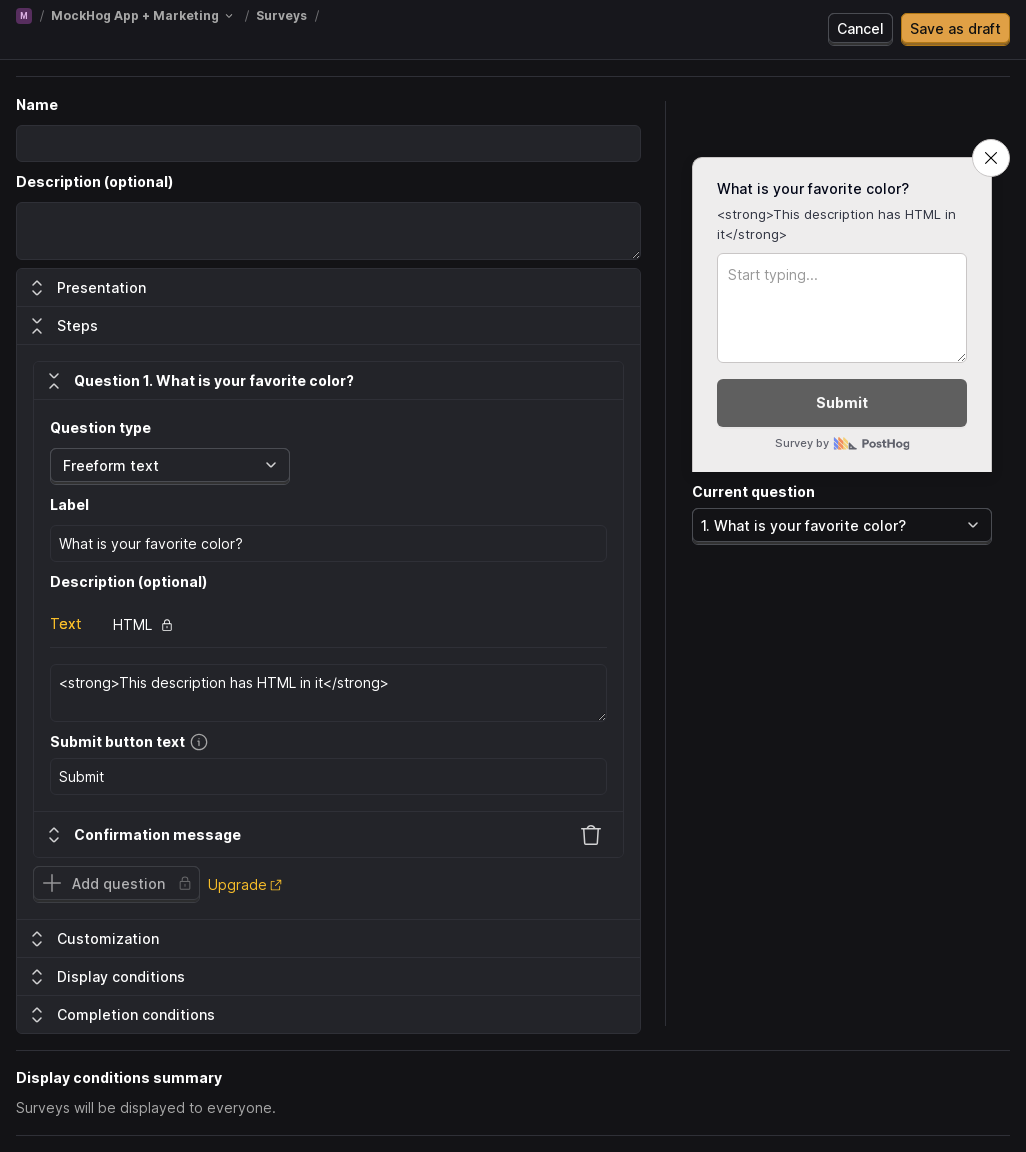 M / MockHog App + Marketing / Surveys /
Cancel
Save as draft
Name
Description (optional)
Presentation
Steps
Question 1. What is your favorite color?
Question type
Freeform text
Label
What is your favorite color?
Description (optional)
Text
HTML
<strong>This description has HTML in it</strong>
Submit button text
Submit
Confirmation message
Add question
Upgrade
Customization
Display conditions
Completion conditions
What is your favorite color?
<strong>This description has HTML in
it</strong>
Start typing...
Submit
Survey by PostHog
Current question
1. What is your favorite color?
Display conditions summary
Surveys will be displayed to everyone.